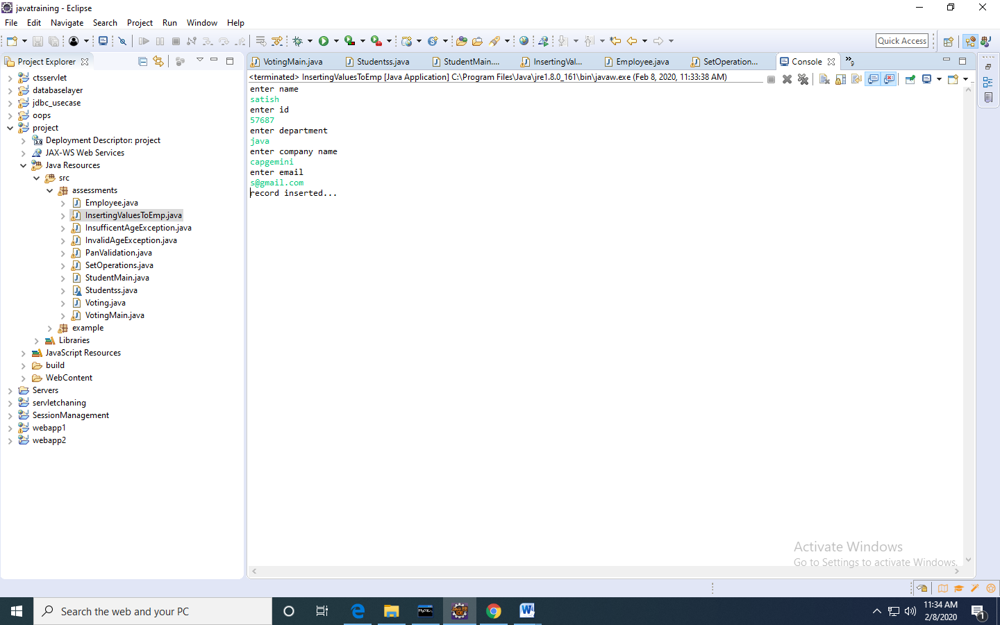 javatraining - Eclipse
File Edit Navigate Search Project Run Window Help
Quick Access
Project Explorer
VotingMain.java Studentss.java StudentMain.... InsertingVal... Employee.java SetOperation... Console »9
<terminated> InsertingValuesToEmp [Java Application] C:\Program Files\Java\jre1.8.0_161\bin\javaw.exe (Feb 8, 2020, 11:33:38 AM)
ctsservlet
databaselayer
jdbc_usecase
oops
project
Deployment Descriptor: project
JAX-WS Web Services
Java Resources
src
assessments
Employee.java
InsertingValuesToEmp.java
InsufficentAgeException.java
InvalidAgeException.java
PanValidation.java
SetOperations.java
StudentMain.java
Studentss.java
Voting.java
VotingMain.java
example
Libraries
JavaScript Resources
build
WebContent
Servers
servletchaning
SessionManagement
webapp1
webapp2
enter name
satish
enter id
57687
enter department
java
enter company name
capgemini
enter email
s@gmail.com
record inserted...
Activate Windows
Go to Settings to activate Windows.
Search the web and your PC
11:34 AM
2/8/2020
1